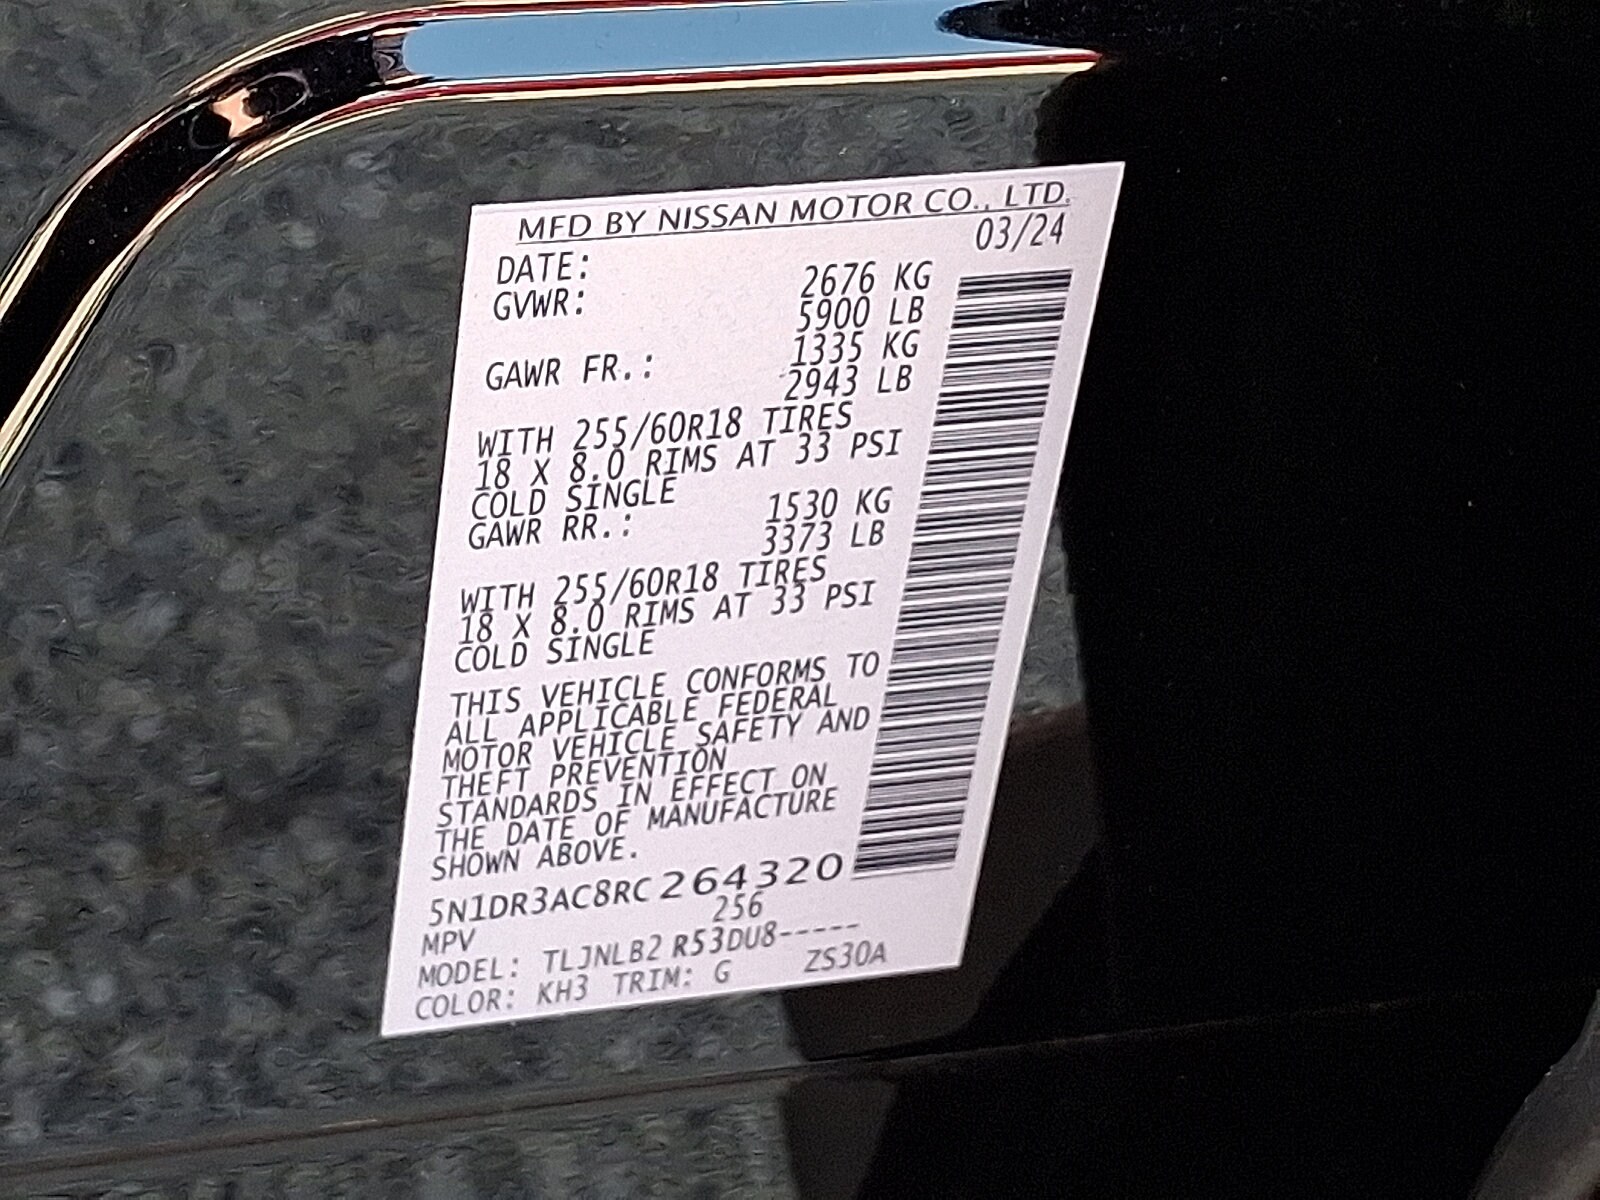 MFD BY NISSAN MOTOR CO., LTD.
DATE: 03/24
GVWR: 2676 KG
5900 LB
GAWR FR.: 1335 KG
2943 LB
WITH 255/60R18 TIRES
18 X 8.0 RIMS AT 33 PSI
COLD SINGLE
GAWR RR.: 1530 KG
3373 LB
WITH 255/60R18 TIRES
18 X 8.0 RIMS AT 33 PSI
COLD SINGLE
THIS VEHICLE CONFORMS TO
ALL APPLICABLE FEDERAL
MOTOR VEHICLE SAFETY AND
THEFT PREVENTION
STANDARDS IN EFFECT ON
THE DATE OF MANUFACTURE
SHOWN ABOVE.
5N1DR3AC8RC264320
MPV 256
MODEL: TLJNLB2 R53DU8-----
COLOR: KH3 TRIM: G ZS30A